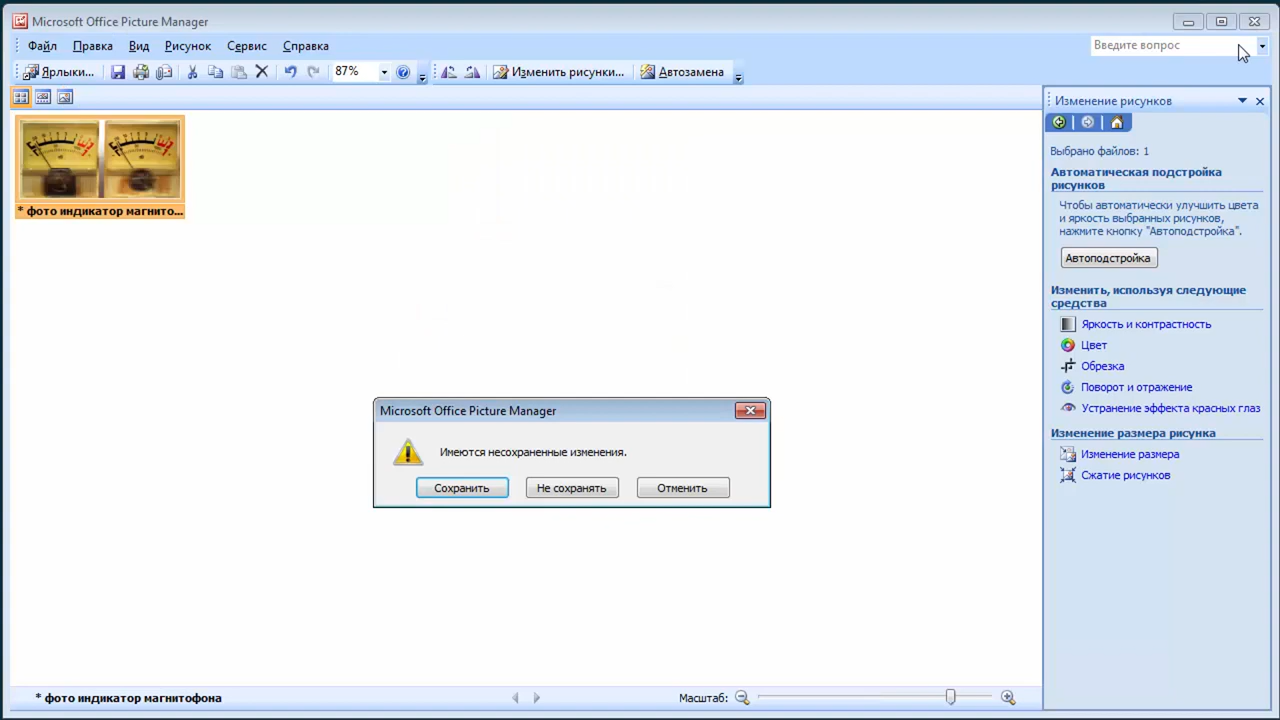 Microsoft Office Picture Manager
Файл Правка Вид Рисунок Сервис Справка
Введите вопрос
Ярлыки... 87% Изменить рисунки... Автозамена
* фото индикатор магнито...
Изменение рисунков
Выбрано файлов: 1
Автоматическая подстройка
рисунков
Чтобы автоматически улучшить цвета
и яркость выбранных рисунков,
нажмите кнопку "Автоподстройка".
Автоподстройка
Изменить, используя следующие
средства
Яркость и контрастность
Цвет
Обрезка
Поворот и отражение
Устранение эффекта красных глаз
Изменение размера рисунка
Изменение размера
Сжатие рисунков
Microsoft Office Picture Manager
Имеются несохраненные изменения.
Сохранить Не сохранять Отменить
* фото индикатор магнитофона
Масштаб: